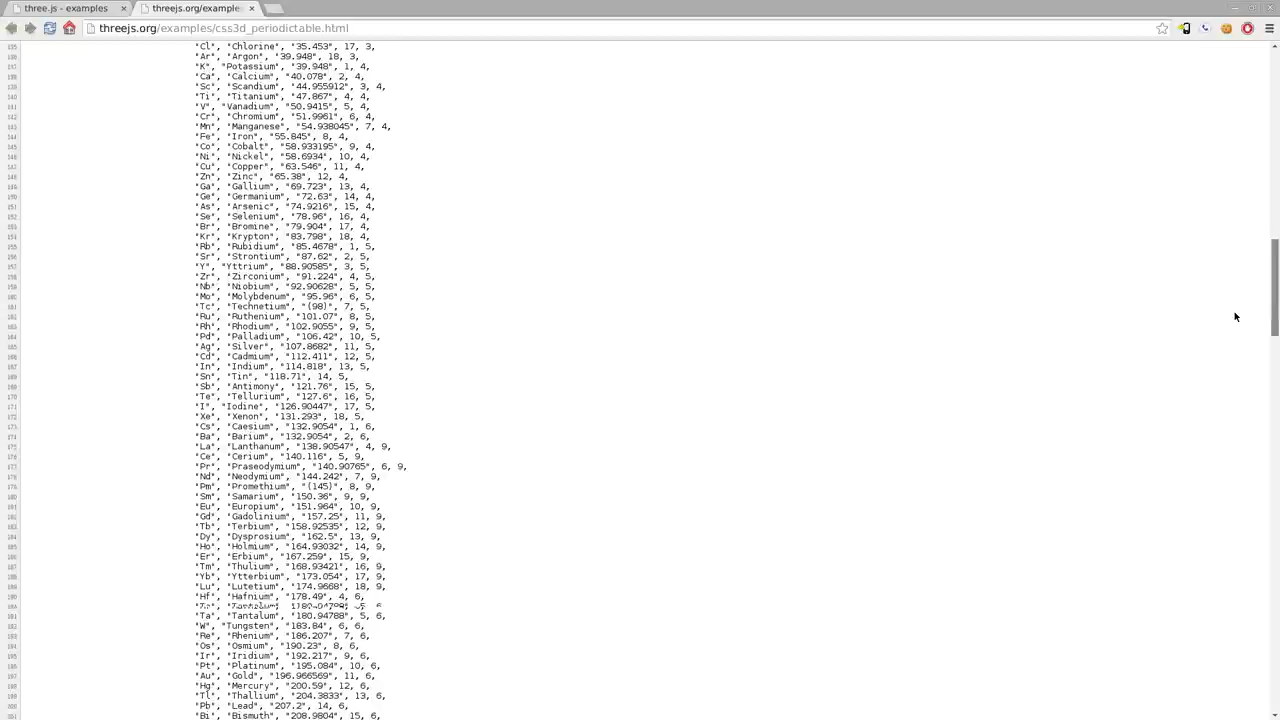 three.js - examples
threejs.org/example
threejs.org/examples/css3d_periodictable.html
"Cl", "Chlorine", "35.453", 17, 3,
"Ar", "Argon", "39.948", 18, 3,
"K", "Potassium", "39.948", 1, 4,
"Ca", "Calcium", "40.078", 2, 4,
"Sc", "Scandium", "44.955912", 3, 4,
"Ti", "Titanium", "47.867", 4, 4,
"V", "Vanadium", "50.9415", 5, 4,
"Cr", "Chromium", "51.9961", 6, 4,
"Mn", "Manganese", "54.938045", 7, 4,
"Fe", "Iron", "55.845", 8, 4,
"Co", "Cobalt", "58.933195", 9, 4,
"Ni", "Nickel", "58.6934", 10, 4,
"Cu", "Copper", "63.546", 11, 4,
"Zn", "Zinc", "65.38", 12, 4,
"Ga", "Gallium", "69.723", 13, 4,
"Ge", "Germanium", "72.63", 14, 4,
"As", "Arsenic", "74.9216", 15, 4,
"Se", "Selenium", "78.96", 16, 4,
"Br", "Bromine", "79.904", 17, 4,
"Kr", "Krypton", "83.798", 18, 4,
"Rb", "Rubidium", "85.4678", 1, 5,
"Sr", "Strontium", "87.62", 2, 5,
"Y", "Yttrium", "88.90585", 3, 5,
"Zr", "Zirconium", "91.224", 4, 5,
"Nb", "Niobium", "92.90628", 5, 5,
"Mo", "Molybdenum", "95.96", 6, 5,
"Tc", "Technetium", "(98)", 7, 5,
"Ru", "Ruthenium", "101.07", 8, 5,
"Rh", "Rhodium", "102.9055", 9, 5,
"Pd", "Palladium", "106.42", 10, 5,
"Ag", "Silver", "107.8682", 11, 5,
"Cd", "Cadmium", "112.411", 12, 5,
"In", "Indium", "114.818", 13, 5,
"Sn", "Tin", "118.71", 14, 5,
"Sb", "Antimony", "121.76", 15, 5,
"Te", "Tellurium", "127.6", 16, 5,
"I", "Iodine", "126.90447", 17, 5,
"Xe", "Xenon", "131.293", 18, 5,
"Cs", "Caesium", "132.9054", 1, 6,
"Ba", "Barium", "132.9054", 2, 6,
"La", "Lanthanum", "138.90547", 4, 9,
"Ce", "Cerium", "140.116", 5, 9,
"Pr", "Praseodymium", "140.90765", 6, 9,
"Nd", "Neodymium", "144.242", 7, 9,
"Pm", "Promethium", "(145)", 8, 9,
"Sm", "Samarium", "150.36", 9, 9,
"Eu", "Europium", "151.964", 10, 9,
"Gd", "Gadolinium", "157.25", 11, 9,
"Tb", "Terbium", "158.92535", 12, 9,
"Dy", "Dysprosium", "162.5", 13, 9,
"Ho", "Holmium", "164.93032", 14, 9,
"Er", "Erbium", "167.259", 15, 9,
"Tm", "Thulium", "168.93421", 16, 9,
"Yb", "Ytterbium", "173.054", 17, 9,
"Lu", "Lutetium", "174.9668", 18, 9,
"Hf", "Hafnium", "178.49", 4, 6,
"Ta", "Tantalum", "180.94788", 5, 6,
"W", "Tungsten", "183.84", 6, 6,
"Re", "Rhenium", "186.207", 7, 6,
"Os", "Osmium", "190.23", 8, 6,
"Ir", "Iridium", "192.217", 9, 6,
"Pt", "Platinum", "195.084", 10, 6,
"Au", "Gold", "196.966569", 11, 6,
"Hg", "Mercury", "200.59", 12, 6,
"Tl", "Thallium", "204.3833", 13, 6,
"Pb", "Lead", "207.2", 14, 6,
"Bi", "Bismuth", "208.9804", 15, 6,